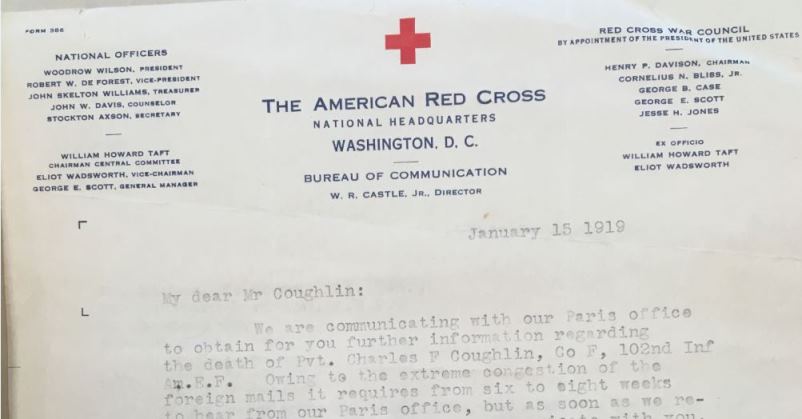 FORM 386
NATIONAL OFFICERS
WOODROW WILSON, PRESIDENT
ROBERT W. DE FOREST, VICE-PRESIDENT
JOHN SKELTON WILLIAMS, TREASURER
JOHN W. DAVIS, COUNSELOR
STOCKTON AXSON, SECRETARY
WILLIAM HOWARD TAFT
CHAIRMAN CENTRAL COMMITTEE
ELIOT WADSWORTH, VICE-CHAIRMAN
GEORGE E. SCOTT, GENERAL MANAGER
THE AMERICAN RED CROSS
NATIONAL HEADQUARTERS
WASHINGTON, D. C.
BUREAU OF COMMUNICATION
W. R. CASTLE, JR., DIRECTOR
RED CROSS WAR COUNCIL
BY APPOINTMENT OF THE PRESIDENT OF THE UNITED STATES
HENRY P. DAVISON, CHAIRMAN
CORNELIUS N. BLISS, JR.
GEORGE B. CASE
GEORGE E. SCOTT
JESSE H. JONES
EX OFFICIO
WILLIAM HOWARD TAFT
ELIOT WADSWORTH
January 15 1919
My dear Mr Coughlin:
We are communicating with our Paris office
to obtain for you further information regarding
the death of Pvt. Charles F Coughlin, Co F, 102nd Inf
Am.E.F. Owing to the extreme congestion of the
foreign mails it requires from six to eight weeks
to hear from our Paris office, but as soon as we re-
with you